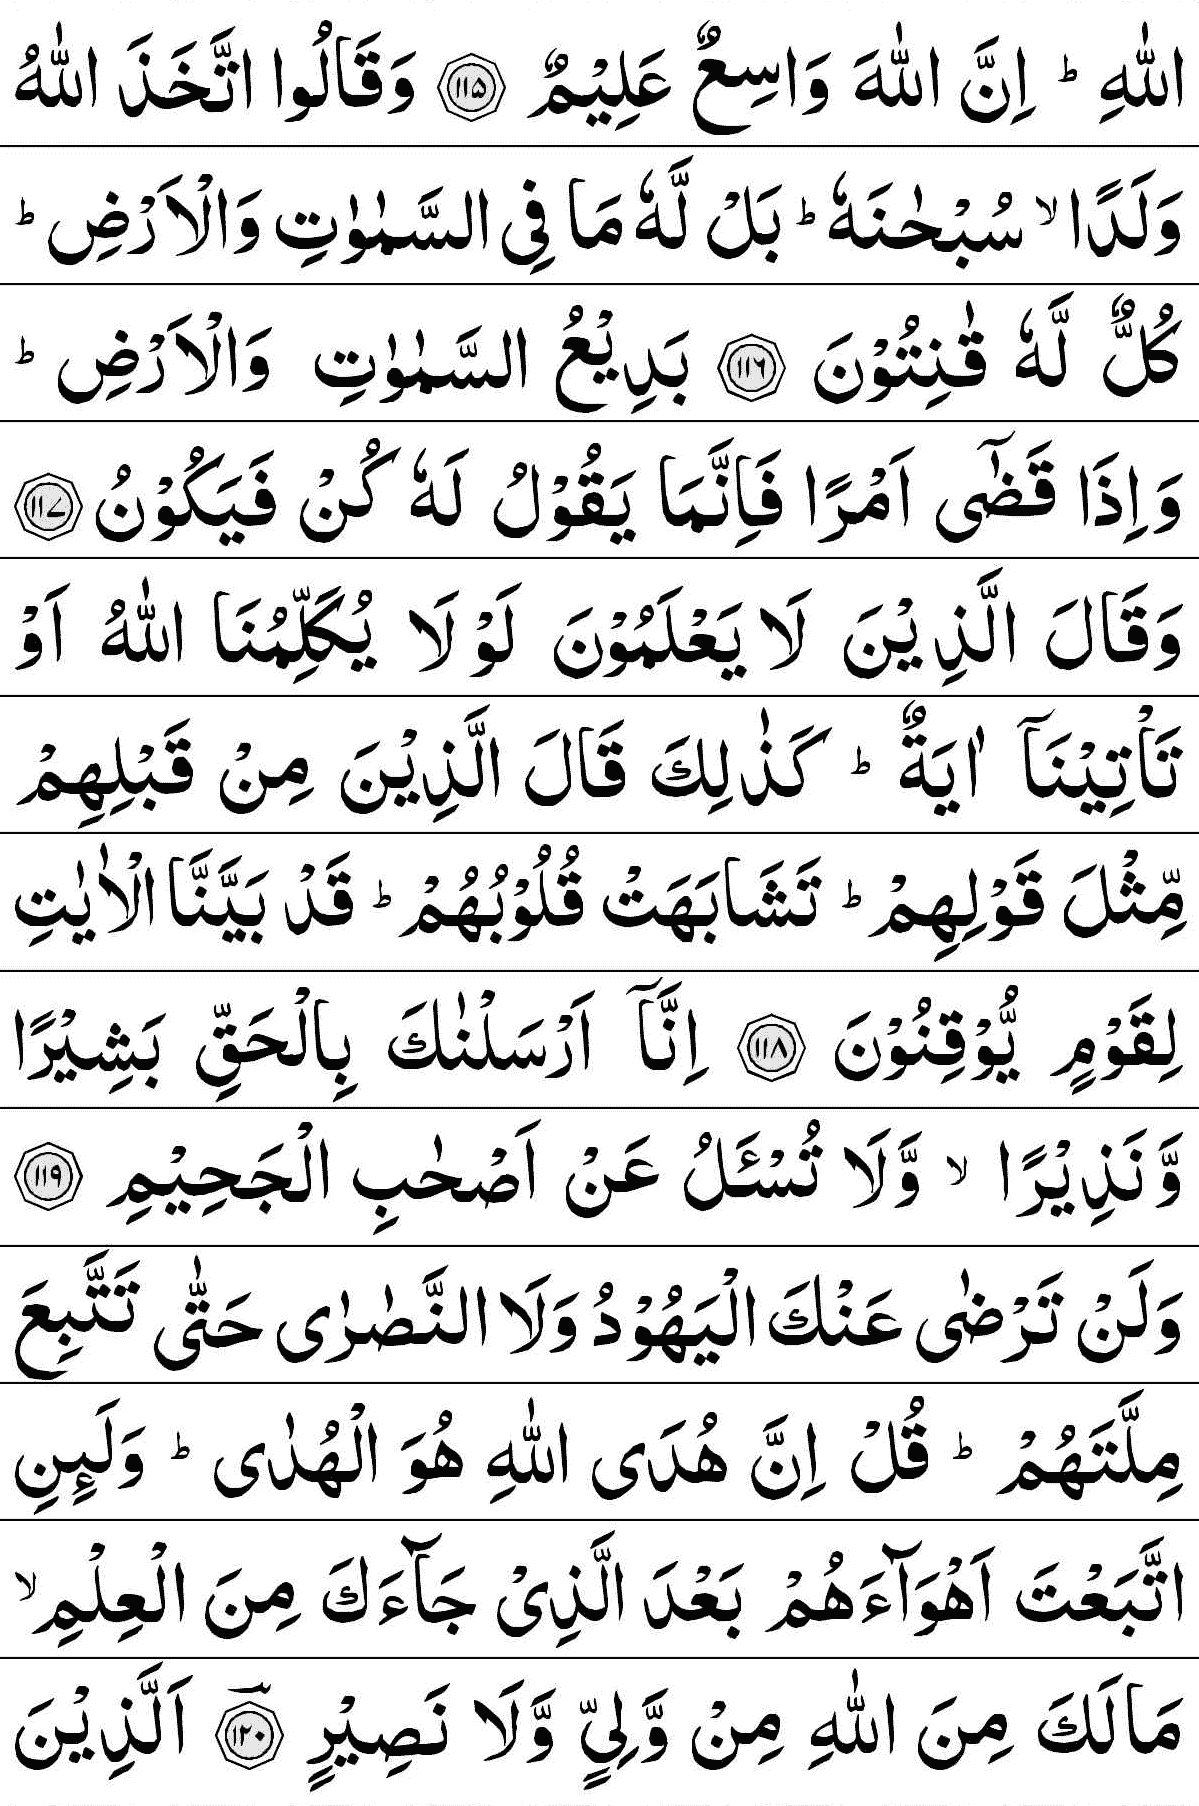 اللّٰهِ ؕ اِنَّ اللّٰهَ وَاسِعٌ عَلِیْمٌ ﴿۱۱۵﴾ وَقَالُوا اتَّخَذَ اللّٰهُ
وَلَدًا ۙ سُبْحٰنَهٗ ؕ بَلْ لَّهٗ مَا فِی السَّمٰوٰتِ وَالْاَرْضِ ؕ
كُلٌّ لَّهٗ قٰنِتُوْنَ ﴿۱۱۶﴾ بَدِیْعُ السَّمٰوٰتِ وَالْاَرْضِ ؕ
وَاِذَا قَضٰۤی اَمْرًا فَاِنَّمَا یَقُوْلُ لَهٗ كُنْ فَیَكُوْنُ ﴿۱۱۷﴾
وَقَالَ الَّذِیْنَ لَا یَعْلَمُوْنَ لَوْ لَا یُكَلِّمُنَا اللّٰهُ اَوْ
تَاْتِیْنَاۤ اٰیَةٌ ؕ كَذٰلِكَ قَالَ الَّذِیْنَ مِنْ قَبْلِهِمْ
مِّثْلَ قَوْلِهِمْ ؕ تَشَابَهَتْ قُلُوْبُهُمْ ؕ قَدْ بَیَّنَّا الْاٰیٰتِ
لِقَوْمٍ یُّوْقِنُوْنَ ﴿۱۱۸﴾ اِنَّاۤ اَرْسَلْنٰكَ بِالْحَقِّ بَشِیْرًا
وَّنَذِیْرًا ۙ وَّلَا تُسْـَٔلُ عَنْ اَصْحٰبِ الْجَحِیْمِ ﴿۱۱۹﴾
وَلَنْ تَرْضٰی عَنْكَ الْیَهُوْدُ وَلَا النَّصٰرٰی حَتّٰی تَتَّبِعَ
مِلَّتَهُمْ ؕ قُلْ اِنَّ هُدَی اللّٰهِ هُوَ الْهُدٰی ؕ وَلَىِٕنِ
اتَّبَعْتَ اَهْوَآءَهُمْ بَعْدَ الَّذِیْ جَآءَكَ مِنَ الْعِلْمِ ۙ
مَا لَكَ مِنَ اللّٰهِ مِنْ وَّلِیٍّ وَّلَا نَصِیْرٍ ﴿۱۲۰﴾ؔ اَلَّذِیْنَ